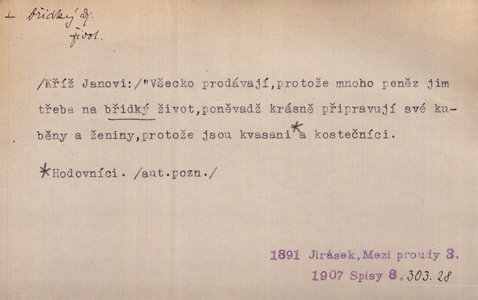 ⊥ břidký adj.
život.
/Kříž Janovi:/"Všecko prodávají,protože mnoho peněz jim
třeba na břidký život,poněvadž krásně připravují své ku-
běny a ženiny,protože jsou kvasani*a kostečníci.
*Hodovníci. /aut.pozn./
1891 Jirásek, Mezi proudy 3.
1907 Spisy 8. 303. 28